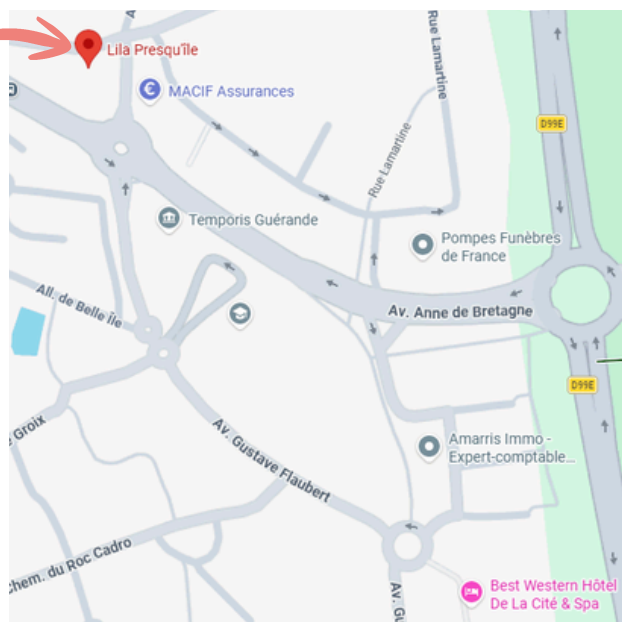 Lila Presqu'île
MACIF Assurances
Rue Lamartine
D99E
Rue Lamartine
Temporis Guérande
Pompes Funèbres
de France
All. de Belle Île
Av. Anne de Bretagne
D99E
e Groix
Av. Gustave Flaubert
Amarris Immo -
Expert-comptable...
Chem. du Roc Cadro
Av. Gu
Best Western Hôtel
De La Cité & Spa